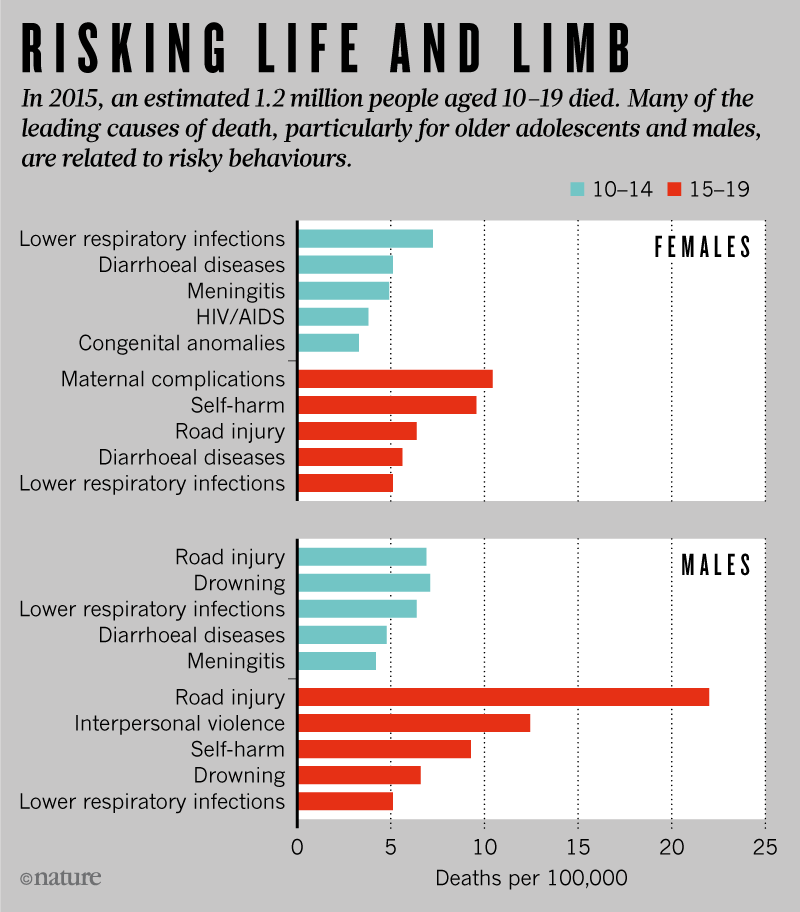 RISKING LIFE AND LIMB
In 2015, an estimated 1.2 million people aged 10–19 died. Many of the
leading causes of death, particularly for older adolescents and males,
are related to risky behaviours.
10–14 15–19
FEMALES
Lower respiratory infections
Diarrhoeal diseases
Meningitis
HIV/AIDS
Congenital anomalies
Maternal complications
Self-harm
Road injury
Diarrhoeal diseases
Lower respiratory infections
MALES
Road injury
Drowning
Lower respiratory infections
Diarrhoeal diseases
Meningitis
Road injury
Interpersonal violence
Self-harm
Drowning
Lower respiratory infections
0 5 10 15 20 25
Deaths per 100,000
©nature